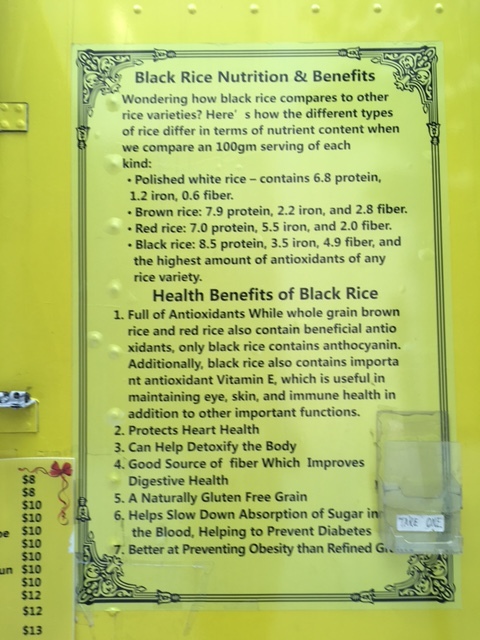 Black Rice Nutrition & Benefits
Wondering how black rice compares to other
rice varieties? Here's how the different types
of rice differ in terms of nutrient content when
we compare an 100gm serving of each
kind:
• Polished white rice – contains 6.8 protein,
1.2 iron, 0.6 fiber.
• Brown rice: 7.9 protein, 2.2 iron, and 2.8 fiber.
• Red rice: 7.0 protein, 5.5 iron, and 2.0 fiber.
• Black rice: 8.5 protein, 3.5 iron, 4.9 fiber, and
the highest amount of antioxidants of any
rice variety.
Health Benefits of Black Rice
1. Full of Antioxidants While whole grain brown
rice and red rice also contain beneficial antio
xidants, only black rice contains anthocyanin.
Additionally, black rice also contains importa
nt antioxidant Vitamin E, which is useful in
maintaining eye, skin, and immune health in
addition to other important functions.
2. Protects Heart Health
3. Can Help Detoxify the Body
4. Good Source of fiber Which Improves
Digestive Health
5. A Naturally Gluten Free Grain
6. Helps Slow Down Absorption of Sugar in
the Blood, Helping to Prevent Diabetes
7. Better at Preventing Obesity than Refined
TAKE ONE
$8
$8
$10
$10
$10
$10
$10
$10
$10
$12
$12
$13